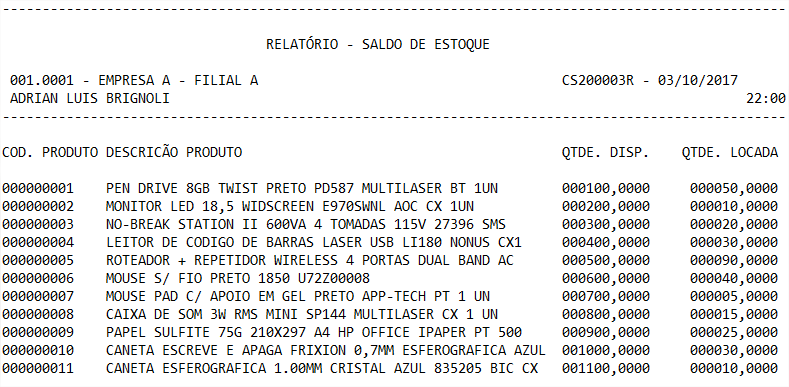 RELATÓRIO - SALDO DE ESTOQUE
001.0001 - EMPRESA A - FILIAL A CS200003R - 03/10/2017
ADRIAN LUIS BRIGNOLI 22:00
COD. PRODUTO DESCRICÃO PRODUTO QTDE. DISP. QTDE. LOCADA
000000001 PEN DRIVE 8GB TWIST PRETO PD587 MULTILASER BT 1UN 000100,0000 000050,0000
000000002 MONITOR LED 18,5 WIDSCREEN E970SWNL AOC CX 1UN 000200,0000 000010,0000
000000003 NO-BREAK STATION II 600VA 4 TOMADAS 115V 27396 SMS 000300,0000 000020,0000
000000004 LEITOR DE CODIGO DE BARRAS LASER USB LI180 NONUS CX1 000400,0000 000030,0000
000000005 ROTEADOR + REPETIDOR WIRELESS 4 PORTAS DUAL BAND AC 000500,0000 000090,0000
000000006 MOUSE S/ FIO PRETO 1850 U7Z00008 000600,0000 000040,0000
000000007 MOUSE PAD C/ APOIO EM GEL PRETO APP-TECH PT 1 UN 000700,0000 000005,0000
000000008 CAIXA DE SOM 3W RMS MINI SP144 MULTILASER CX 1 UN 000800,0000 000015,0000
000000009 PAPEL SULFITE 75G 210X297 A4 HP OFFICE IPAPER PT 500 000900,0000 000025,0000
000000010 CANETA ESCREVE E APAGA FRIXION 0,7MM ESFEROGRAFICA AZUL 001000,0000 000030,0000
000000011 CANETA ESFEROGRAFICA 1.00MM CRISTAL AZUL 835205 BIC CX 001100,0000 000010,0000